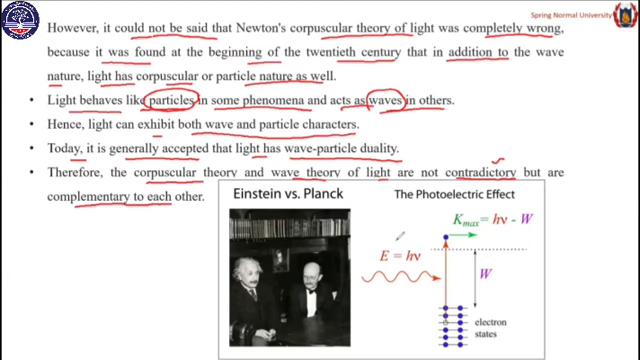 Spring Normal University
However, it could not be said that Newton's corpuscular theory of light was completely wrong,
because it was found at the beginning of the twentieth century that in addition to the wave
nature, light has corpuscular or particle nature as well.
• Light behaves like particles in some phenomena and acts as waves in others.
• Hence, light can exhibit both wave and particle characters.
• Today, it is generally accepted that light has wave-particle duality.
• Therefore, the corpuscular theory and wave theory of light are not contradictory but are
complementary to each other.
Einstein vs. Planck
The Photoelectric Effect
Kmax = hν - W
E = hν
W
electron
states